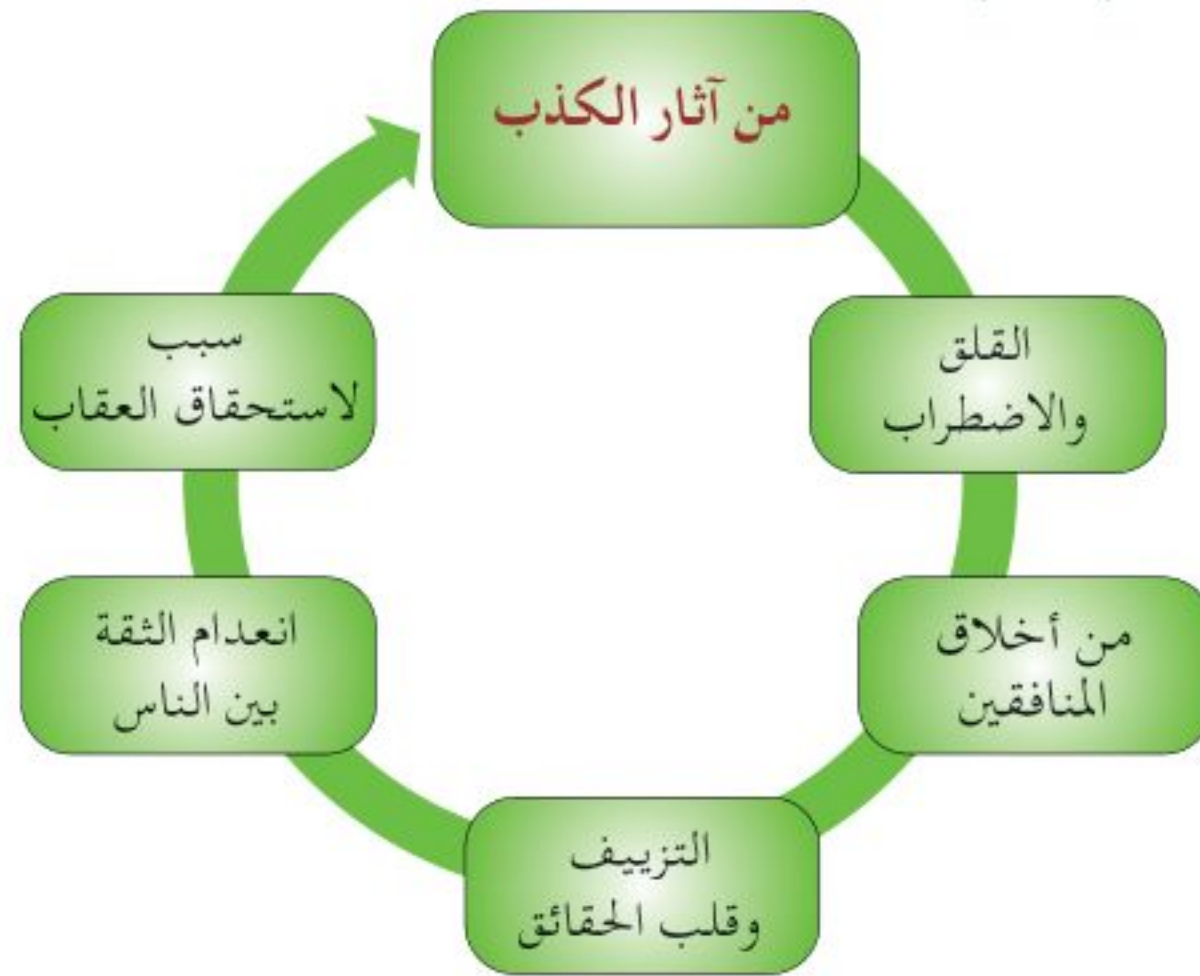 من آثار الكذب
القلق
والاضطراب
من أخلاق
المنافقين
التزييف
وقلب الحقائق
انعدام الثقة
بين الناس
سبب
لاستحقاق العقاب